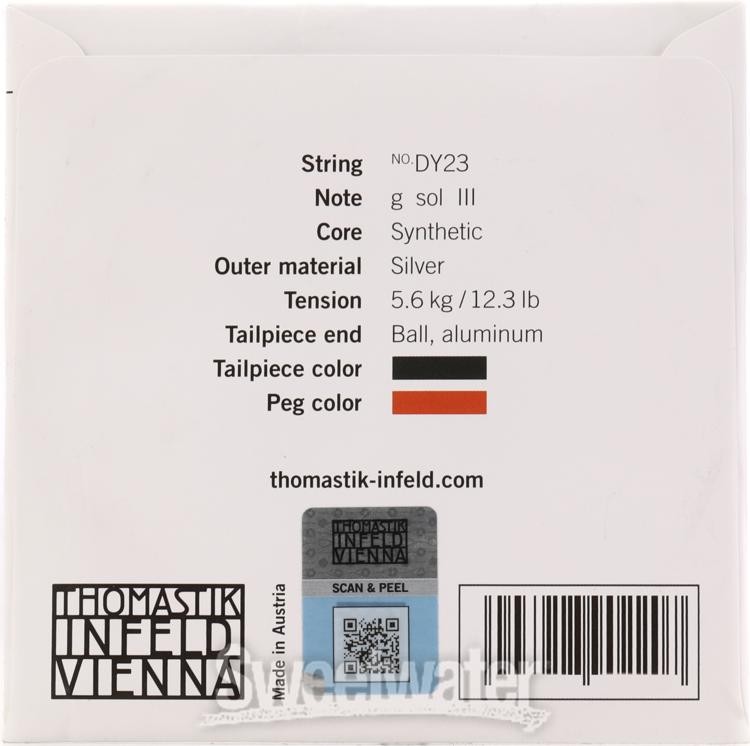 String NO.DY23
Note g sol III
Core Synthetic
Outer material Silver
Tension 5.6 kg / 12.3 lb
Tailpiece end Ball, aluminum
Tailpiece color
Peg color
thomastik-infeld.com
THOMASTIK
INFELD
VIENNA
SCAN & PEEL
THOMASTIK
INFELD
VIENNA
Made in Austria
Sweetwater